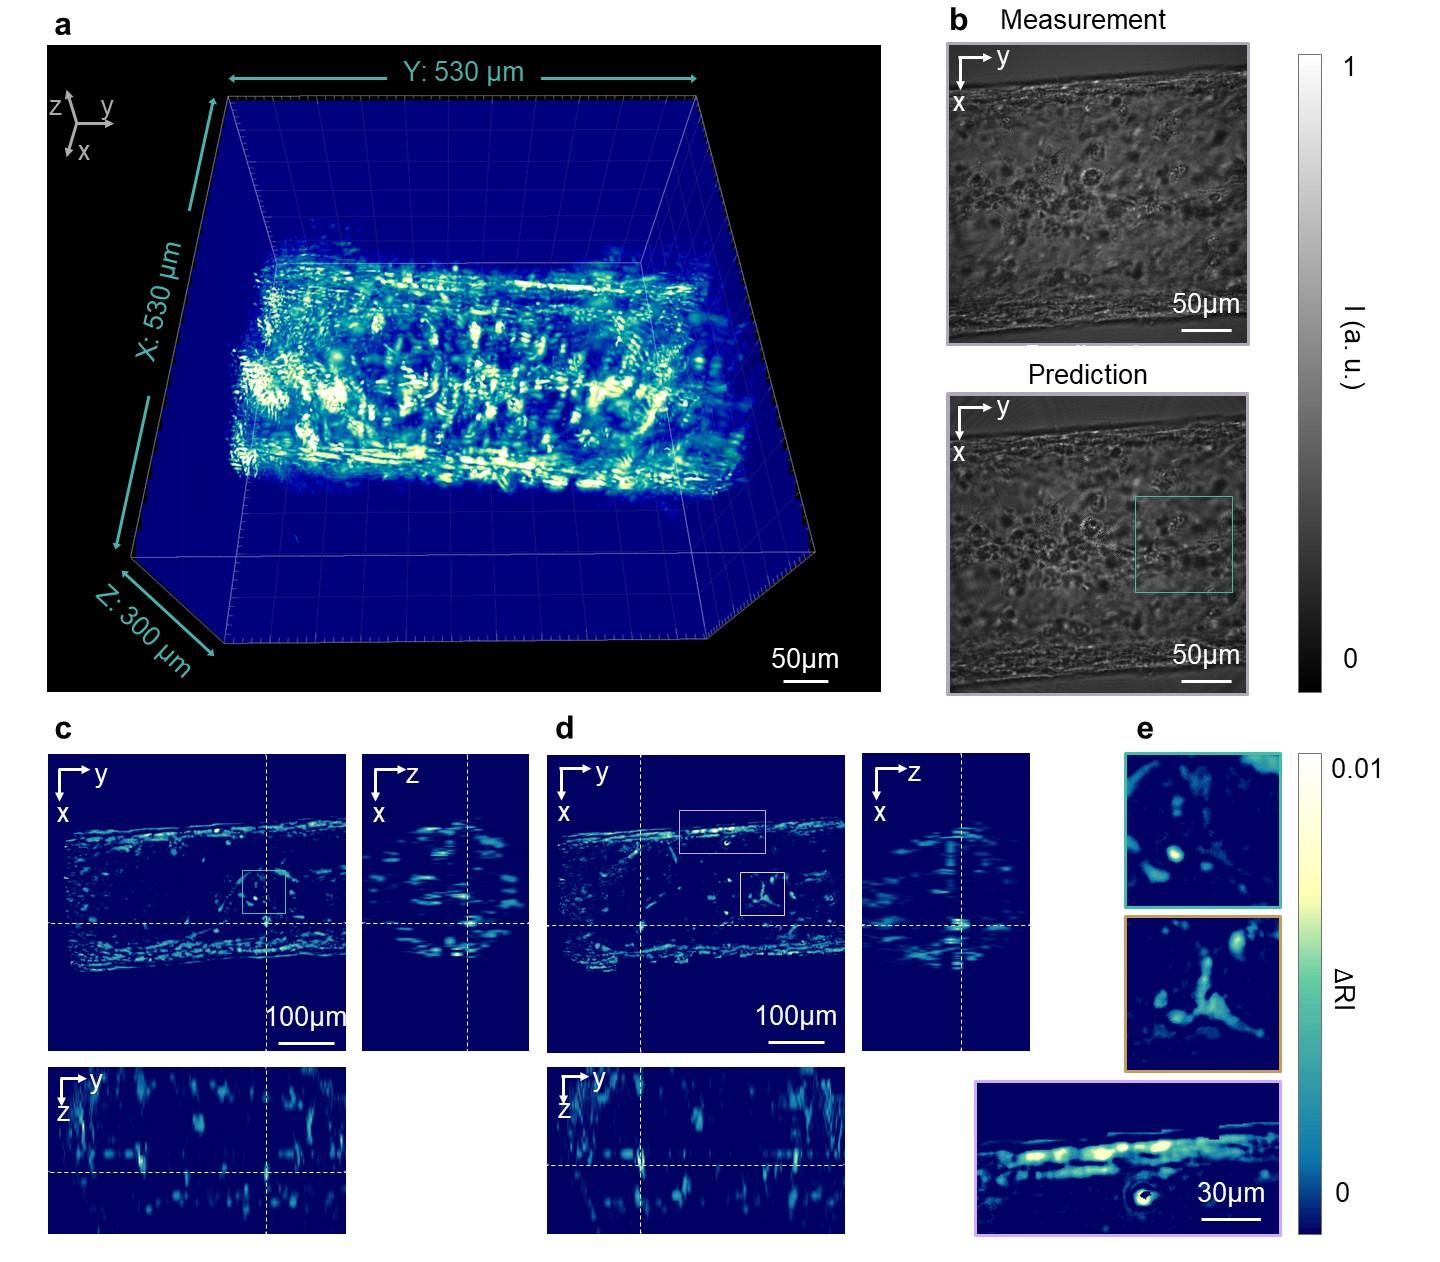 a
Y: 530 µm
z
y
x
X: 530 µm
Z: 300 µm
50µm
b
Measurement
y
x
50µm
Prediction
y
x
50µm
1
I (a. u.)
0
c
y
x
100µm
z
x
y
z
d
y
x
100µm
z
x
y
z
e
30µm
0.01
ΔRI
0